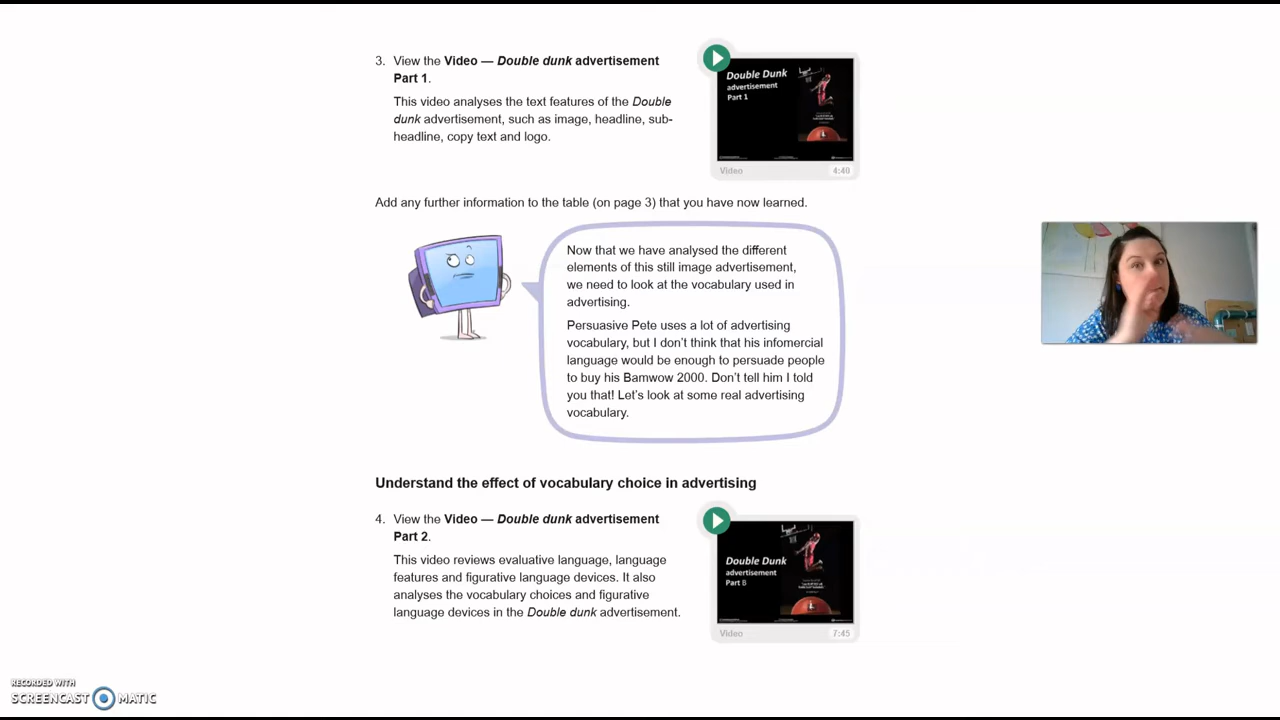 3. View the Video — Double dunk advertisement
Part 1.
This video analyses the text features of the Double
dunk advertisement, such as image, headline, sub-
headline, copy text and logo.
Double Dunk
advertisement
Part 1
Video
4:40
Add any further information to the table (on page 3) that you have now learned.
Now that we have analysed the different
elements of this still image advertisement,
we need to look at the vocabulary used in
advertising.
Persuasive Pete uses a lot of advertising
vocabulary, but I don't think that his infomercial
language would be enough to persuade people
to buy his Bamwow 2000. Don't tell him I told
you that! Let's look at some real advertising
vocabulary.
Understand the effect of vocabulary choice in advertising
4. View the Video — Double dunk advertisement
Part 2.
This video reviews evaluative language, language
features and figurative language devices. It also
analyses the vocabulary choices and figurative
language devices in the Double dunk advertisement.
Double Dunk
advertisement
Part B
Video
7:45
RECORDED WITH
SCREENCAST MATIC